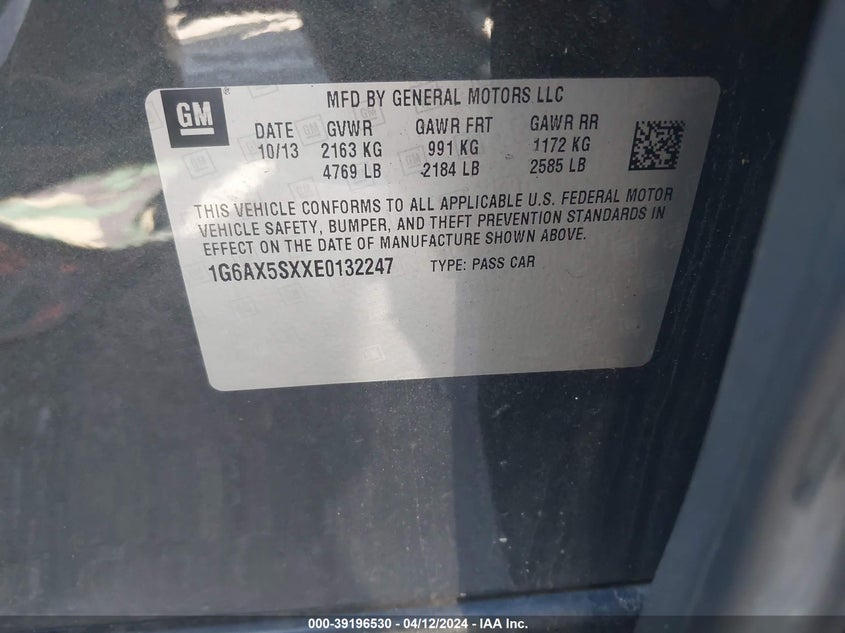 GM
MFD BY GENERAL MOTORS LLC
DATE GVWR GAWR FRT GAWR RR
10/13 2163 KG 991 KG 1172 KG
4769 LB 2184 LB 2585 LB
THIS VEHICLE CONFORMS TO ALL APPLICABLE U.S. FEDERAL MOTOR
VEHICLE SAFETY, BUMPER, AND THEFT PREVENTION STANDARDS IN
EFFECT ON THE DATE OF MANUFACTURE SHOWN ABOVE.
1G6AX5SXXE0132247 TYPE: PASS CAR
000-39196530 - 04/12/2024 - IAA Inc.